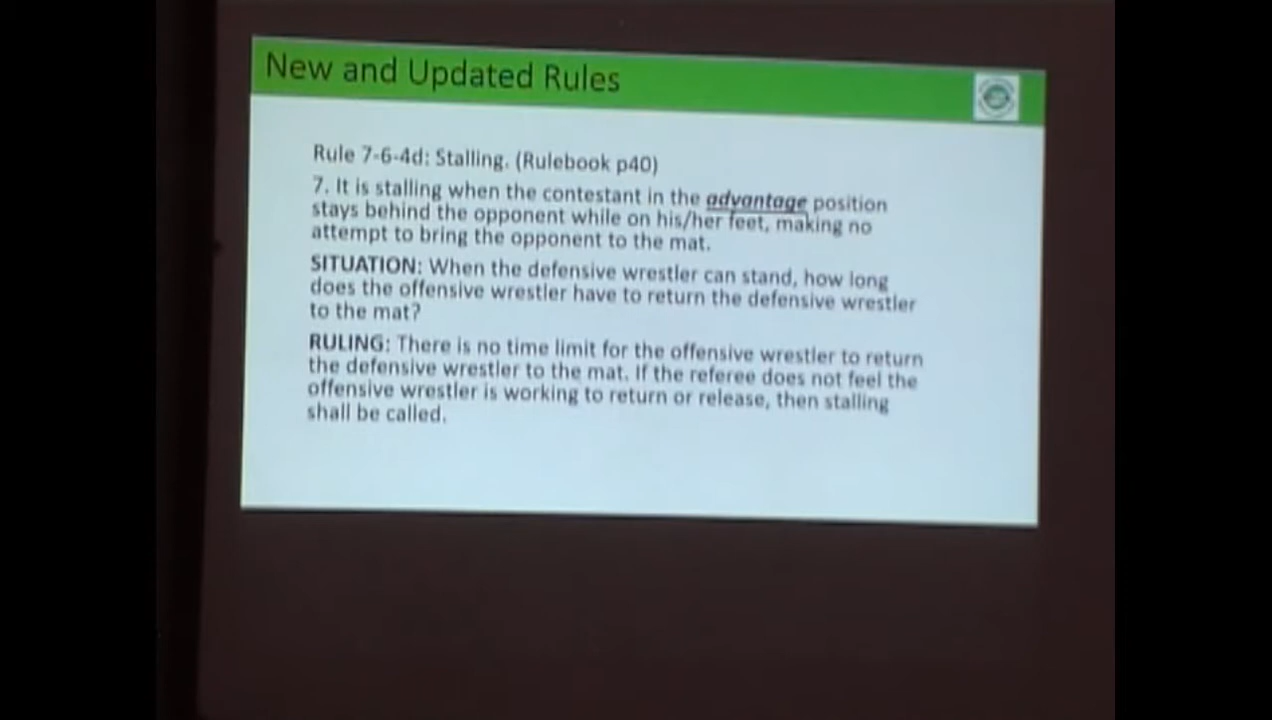 New and Updated Rules
Rule 7-6-4d: Stalling. (Rulebook p40)
7. It is stalling when the contestant in the advantage position
stays behind the opponent while on his/her feet, making no
attempt to bring the opponent to the mat.
SITUATION: When the defensive wrestler can stand, how long
does the offensive wrestler have to return the defensive wrestler
to the mat?
RULING: There is no time limit for the offensive wrestler to return
the defensive wrestler to the mat. If the referee does not feel the
offensive wrestler is working to return or release, then stalling
shall be called.